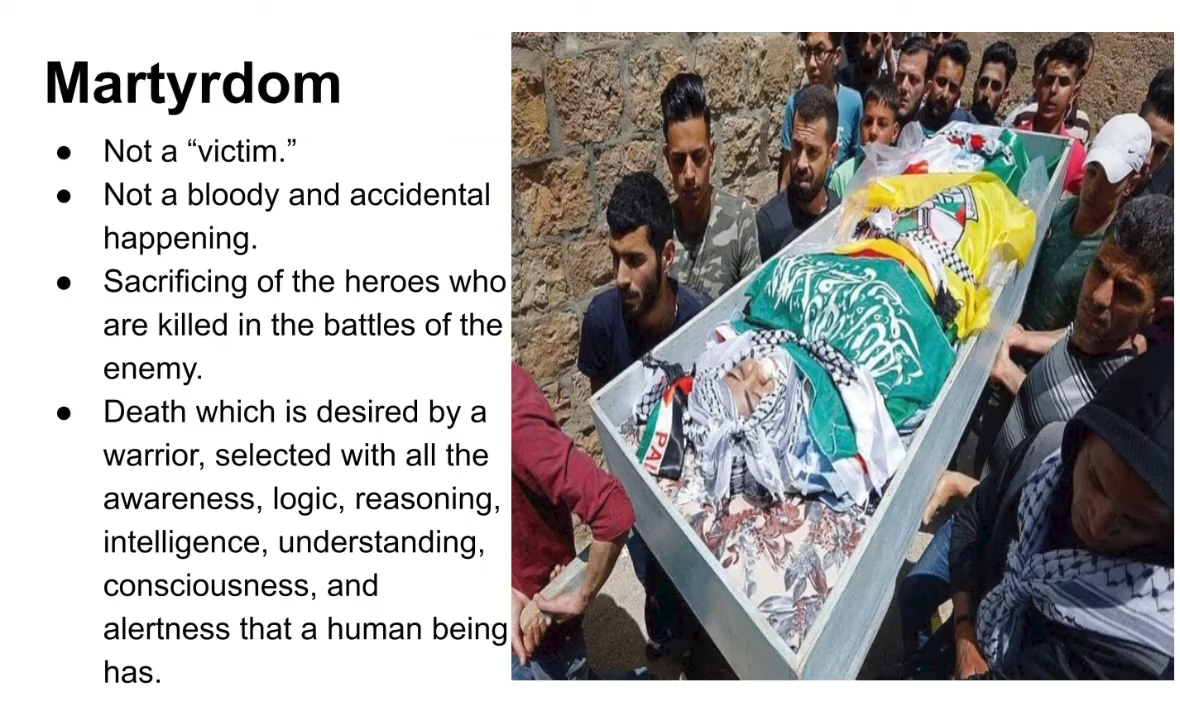 Martyrdom
● Not a “victim.”
● Not a bloody and accidental
happening.
● Sacrificing of the heroes who
are killed in the battles of the
enemy.
● Death which is desired by a
warrior, selected with all the
awareness, logic, reasoning,
intelligence, understanding,
consciousness, and
alertness that a human being
has.